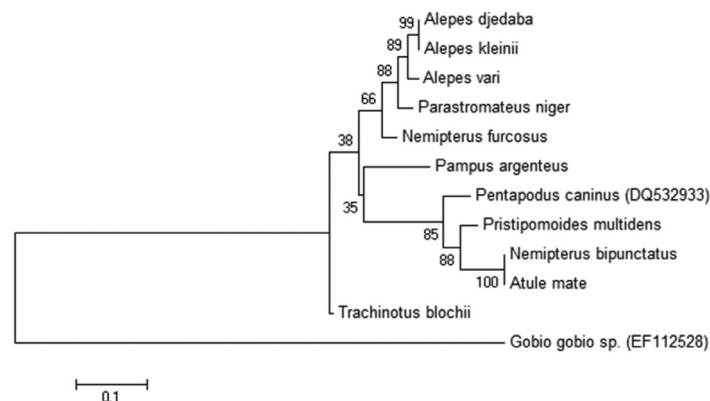 99 Alepes djedaba
89 Alepes kleinii
88 Alepes vari
66 Parastromateus niger
38 Nemipterus furcosus
Pampus argenteus
35 Pentapodus caninus (DQ532933)
85 Pristipomoides multidens
88 Nemipterus bipunctatus
100 Atule mate
Trachinotus blochii
Gobio gobio sp. (EF112528)
0.1